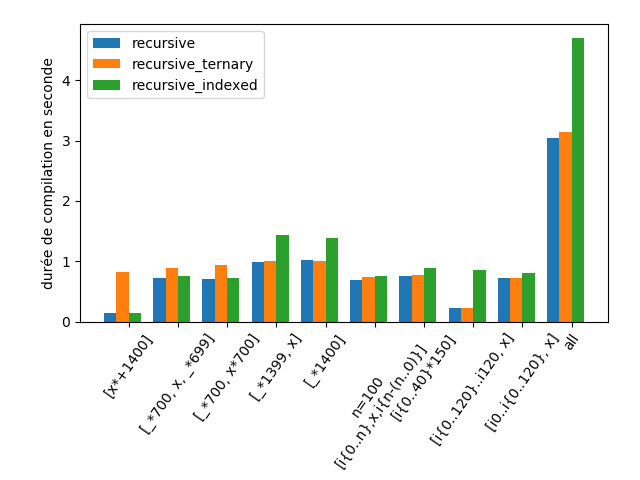 recursive
recursive_ternary
recursive_indexed
durée de compilation en seconde
4
3
2
1
0
[x*+1400]
[_*700, x, _*699]
[_*700, x*700]
[_*1399, x]
[_*1400]
n=100
[i{0..n},x,i{n-(n..0)}]
[i{0..40}*150]
[i{0..120}..i120, x]
[i0..i{0..120}, x]
all